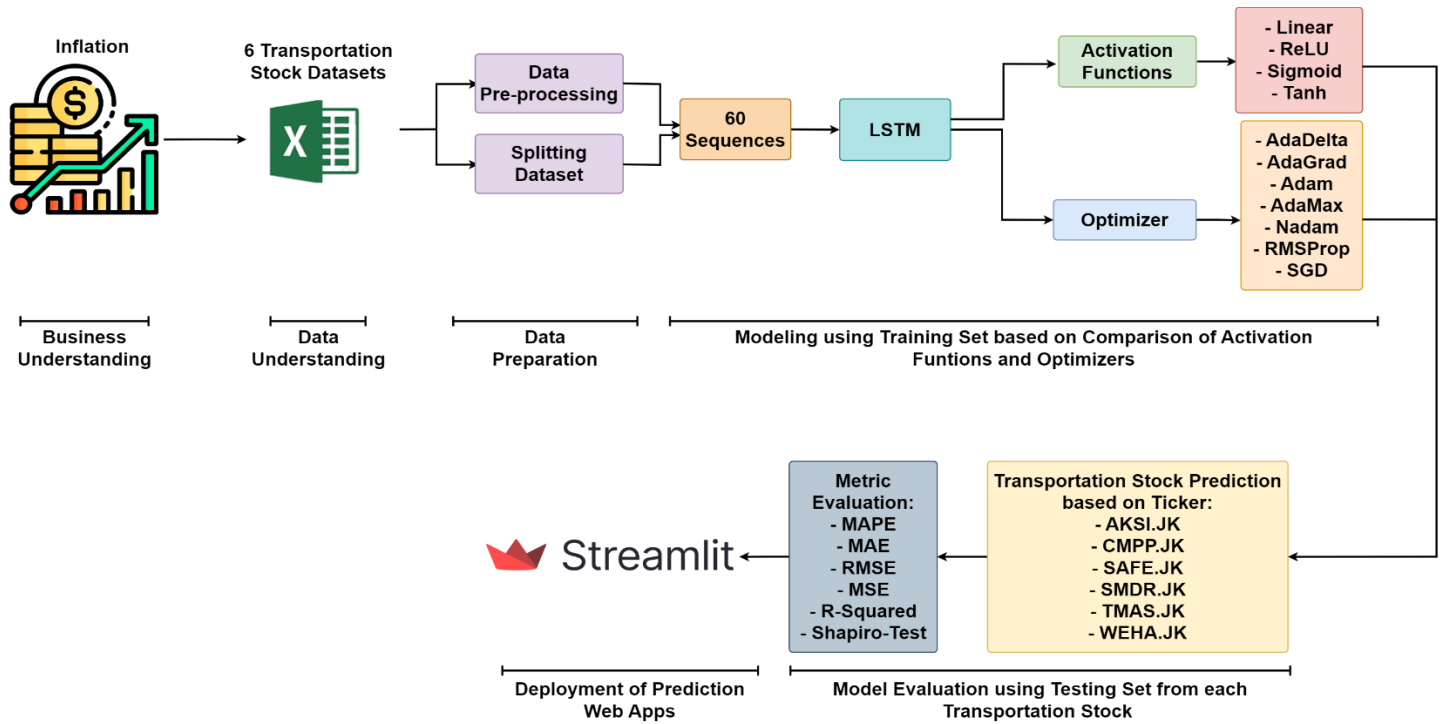 Inflation
6 Transportation
Stock Datasets
X
Data
Pre-processing
Splitting
Dataset
60
Sequences
LSTM
Activation
Functions
- Linear
- ReLU
- Sigmoid
- Tanh
Optimizer
- AdaDelta
- AdaGrad
- Adam
- AdaMax
- Nadam
- RMSProp
- SGD
Business
Understanding
Data
Understanding
Data
Preparation
Modeling using Training Set based on Comparison of Activation
Funtions and Optimizers
Transportation Stock Prediction
based on Ticker:
- AKSI.JK
- CMPP.JK
- SAFE.JK
- SMDR.JK
- TMAS.JK
- WEHA.JK
Metric
Evaluation:
- MAPE
- MAE
- RMSE
- MSE
- R-Squared
- Shapiro-Test
Streamlit
Deployment of Prediction
Web Apps
Model Evaluation using Testing Set from each
Transportation Stock